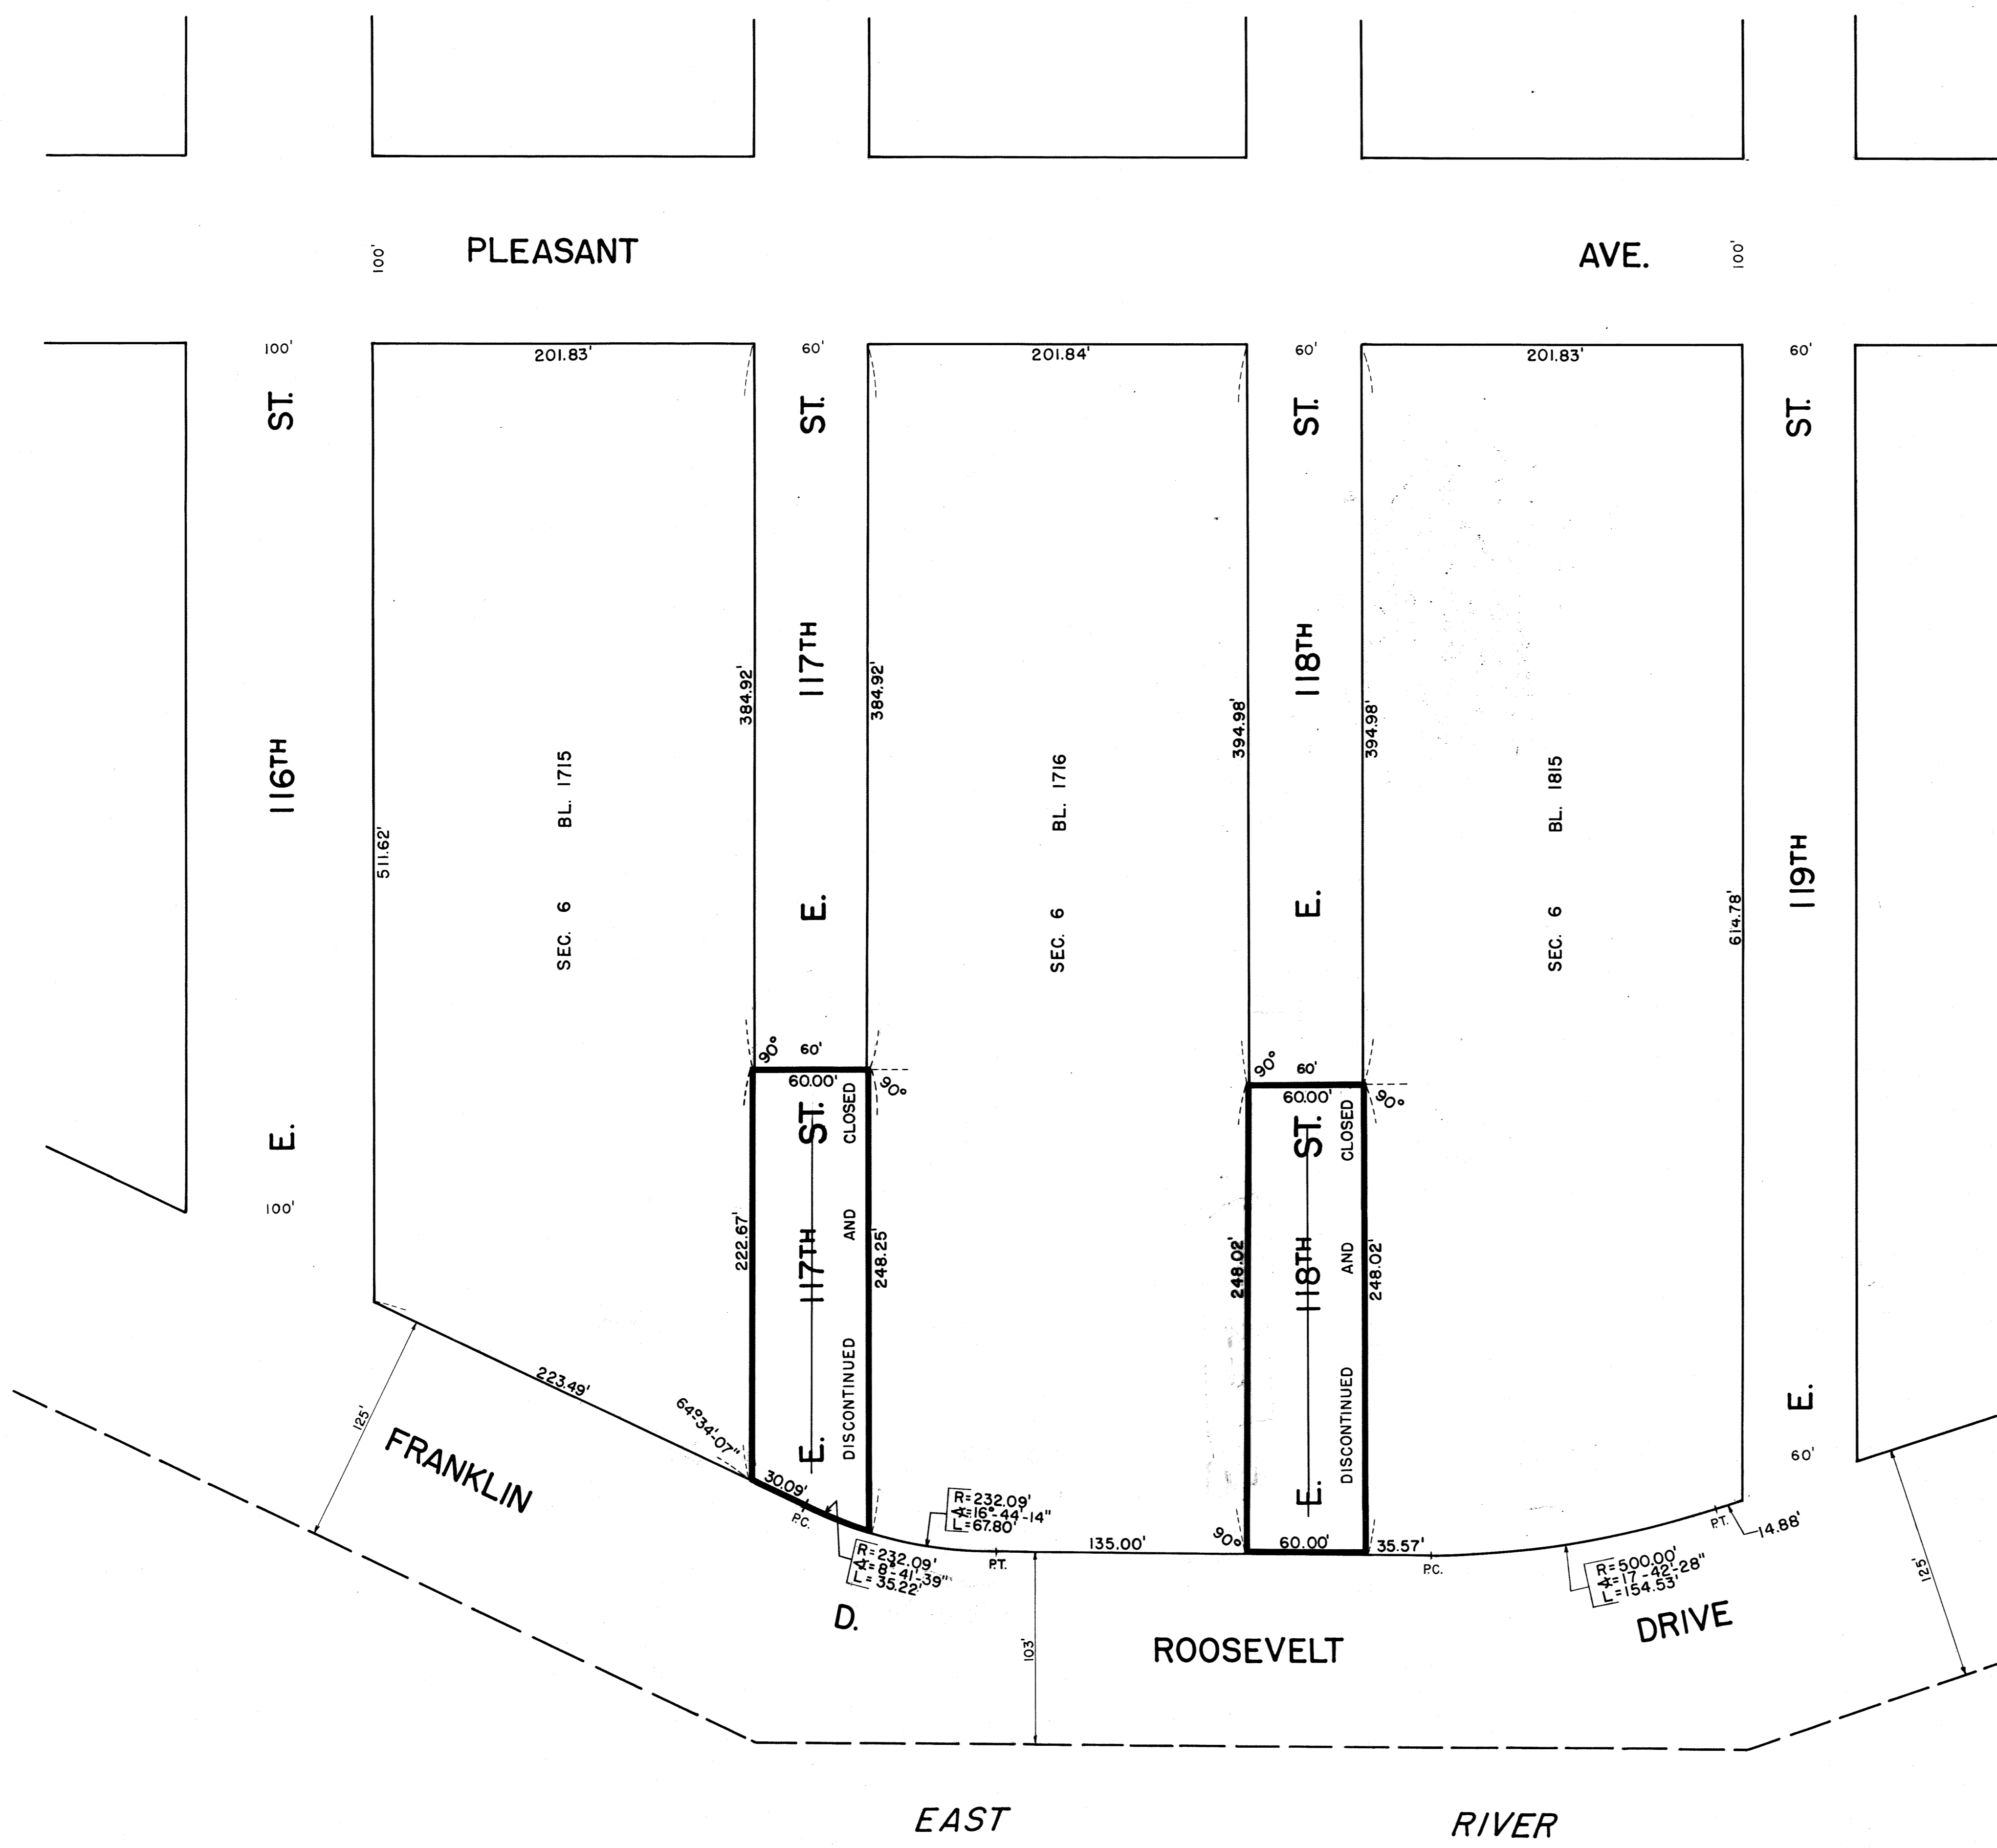 PLEASANT AVE.
100'
100'
100'
201.83'
60'
201.84'
60'
201.83'
60'
E. 116TH ST.
E. 117TH ST.
E. 118TH ST.
E. 119TH ST.
384.92'
384.92'
394.98'
394.98'
511.62'
614.78'
SEC. 6 BL. 1715
SEC. 6 BL. 1716
SEC. 6 BL. 1815
90°
60'
60.00'
90°
90°
60'
60.00'
90°
100'
E. 117TH ST.
DISCONTINUED AND CLOSED
222.67'
248.25'
E. 118TH ST.
DISCONTINUED AND CLOSED
248.02'
248.02'
223.49'
64°-34'-07"
125'
30.09'
P.C.
R=232.09'
∡=8°-41'-39"
L=35.22'
R=232.09'
∡=16°-44'-14"
L=67.80'
P.T.
135.00'
90°
60.00'
35.57'
P.C.
R=500.00'
∡=17°-42'-28"
L=154.53'
P.T.
14.88'
60'
125'
103'
FRANKLIN D. ROOSEVELT DRIVE
EAST RIVER